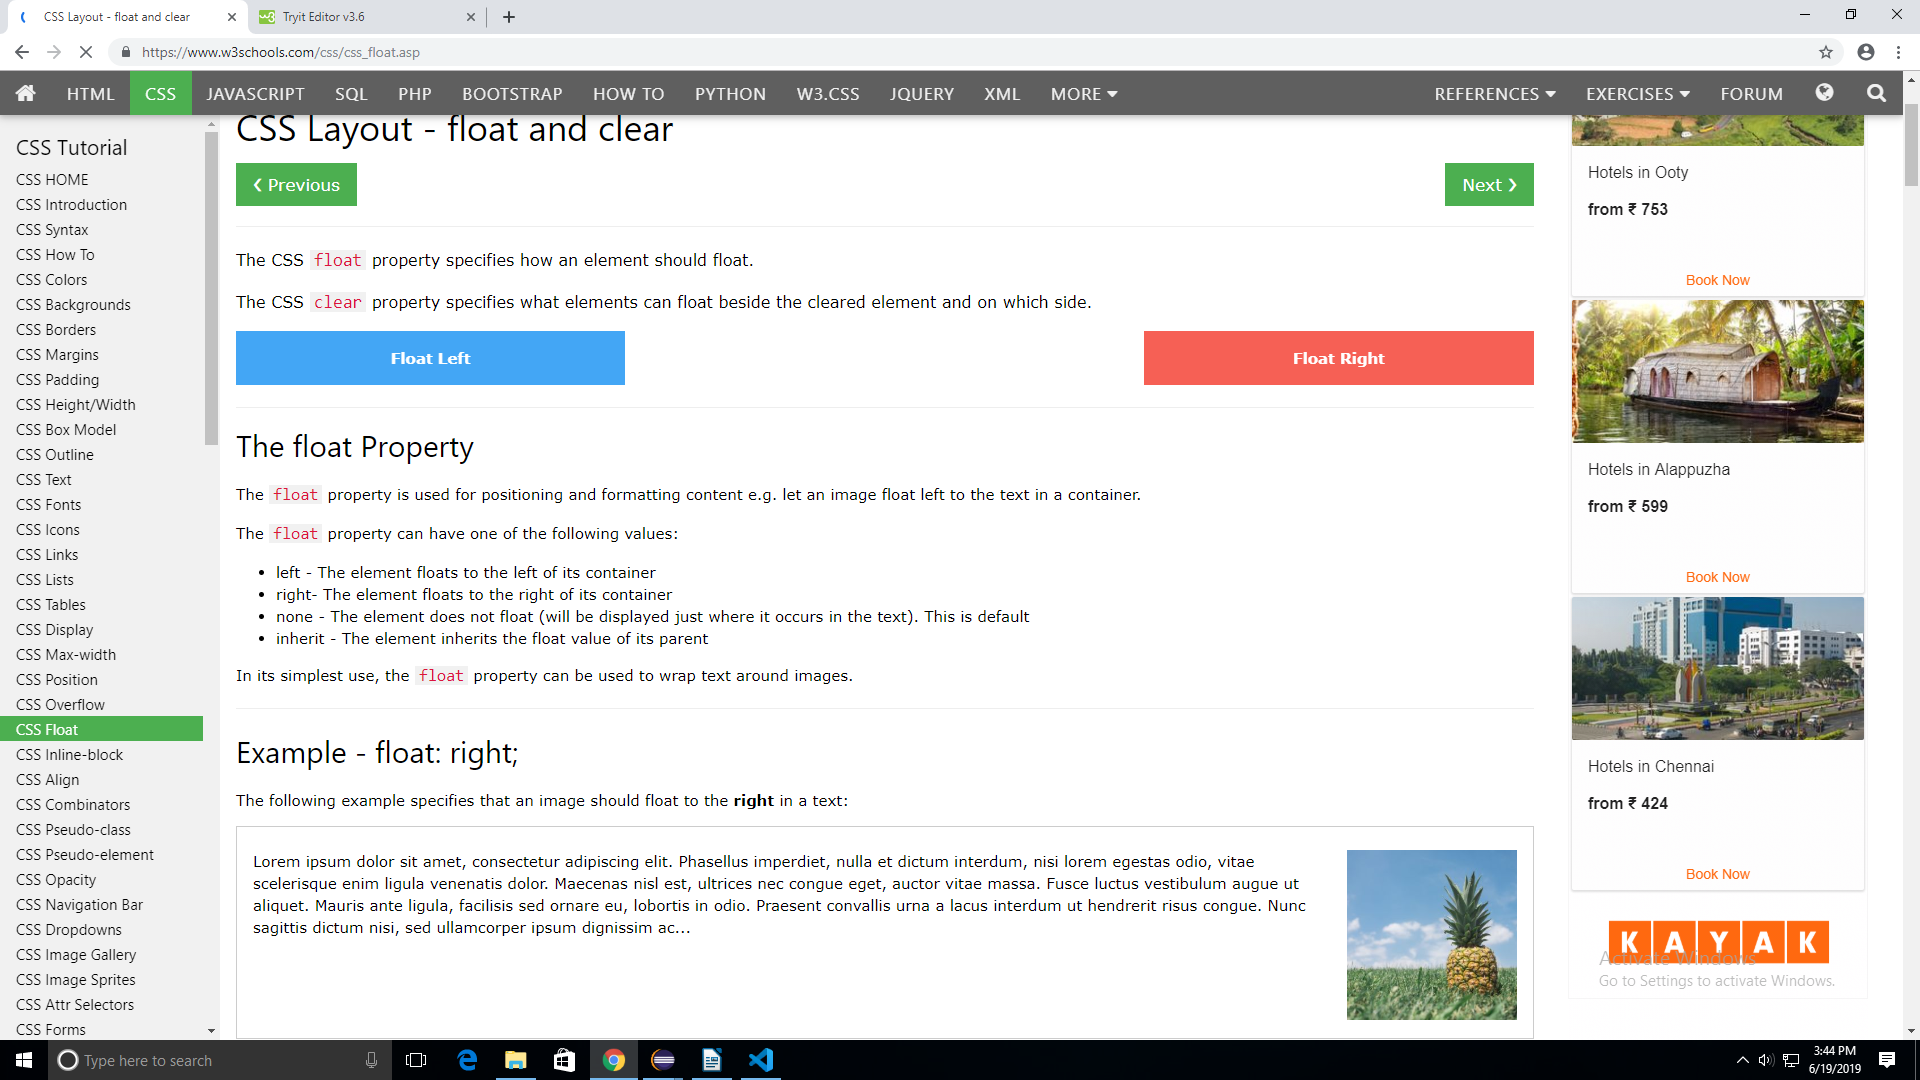 CSS Layout - float and clear
Tryit Editor v3.6
https://www.w3schools.com/css/css_float.asp
HTML CSS JAVASCRIPT SQL PHP BOOTSTRAP HOW TO PYTHON W3.CSS JQUERY XML MORE REFERENCES EXERCISES FORUM
CSS Tutorial
CSS HOME
CSS Introduction
CSS Syntax
CSS How To
CSS Colors
CSS Backgrounds
CSS Borders
CSS Margins
CSS Padding
CSS Height/Width
CSS Box Model
CSS Outline
CSS Text
CSS Fonts
CSS Icons
CSS Links
CSS Lists
CSS Tables
CSS Display
CSS Max-width
CSS Position
CSS Overflow
CSS Float
CSS Inline-block
CSS Align
CSS Combinators
CSS Pseudo-class
CSS Pseudo-element
CSS Opacity
CSS Navigation Bar
CSS Dropdowns
CSS Image Gallery
CSS Image Sprites
CSS Attr Selectors
CSS Forms
CSS Layout - float and clear
❮ Previous
Next ❯
The CSS float property specifies how an element should float.
The CSS clear property specifies what elements can float beside the cleared element and on which side.
Float Left
Float Right
The float Property
The float property is used for positioning and formatting content e.g. let an image float left to the text in a container.
The float property can have one of the following values:
• left - The element floats to the left of its container
• right- The element floats to the right of its container
• none - The element does not float (will be displayed just where it occurs in the text). This is default
• inherit - The element inherits the float value of its parent
In its simplest use, the float property can be used to wrap text around images.
Example - float: right;
The following example specifies that an image should float to the right in a text:
Lorem ipsum dolor sit amet, consectetur adipiscing elit. Phasellus imperdiet, nulla et dictum interdum, nisi lorem egestas odio, vitae
scelerisque enim ligula venenatis dolor. Maecenas nisl est, ultrices nec congue eget, auctor vitae massa. Fusce luctus vestibulum augue ut
aliquet. Mauris ante ligula, facilisis sed ornare eu, lobortis in odio. Praesent convallis urna a lacus interdum ut hendrerit risus congue. Nunc
sagittis dictum nisi, sed ullamcorper ipsum dignissim ac...
Hotels in Ooty
from ₹ 753
Book Now
Hotels in Alappuzha
from ₹ 599
Book Now
Hotels in Chennai
from ₹ 424
Book Now
KAYAK
Activate Windows
Go to Settings to activate Windows.
Type here to search
3:44 PM
6/19/2019